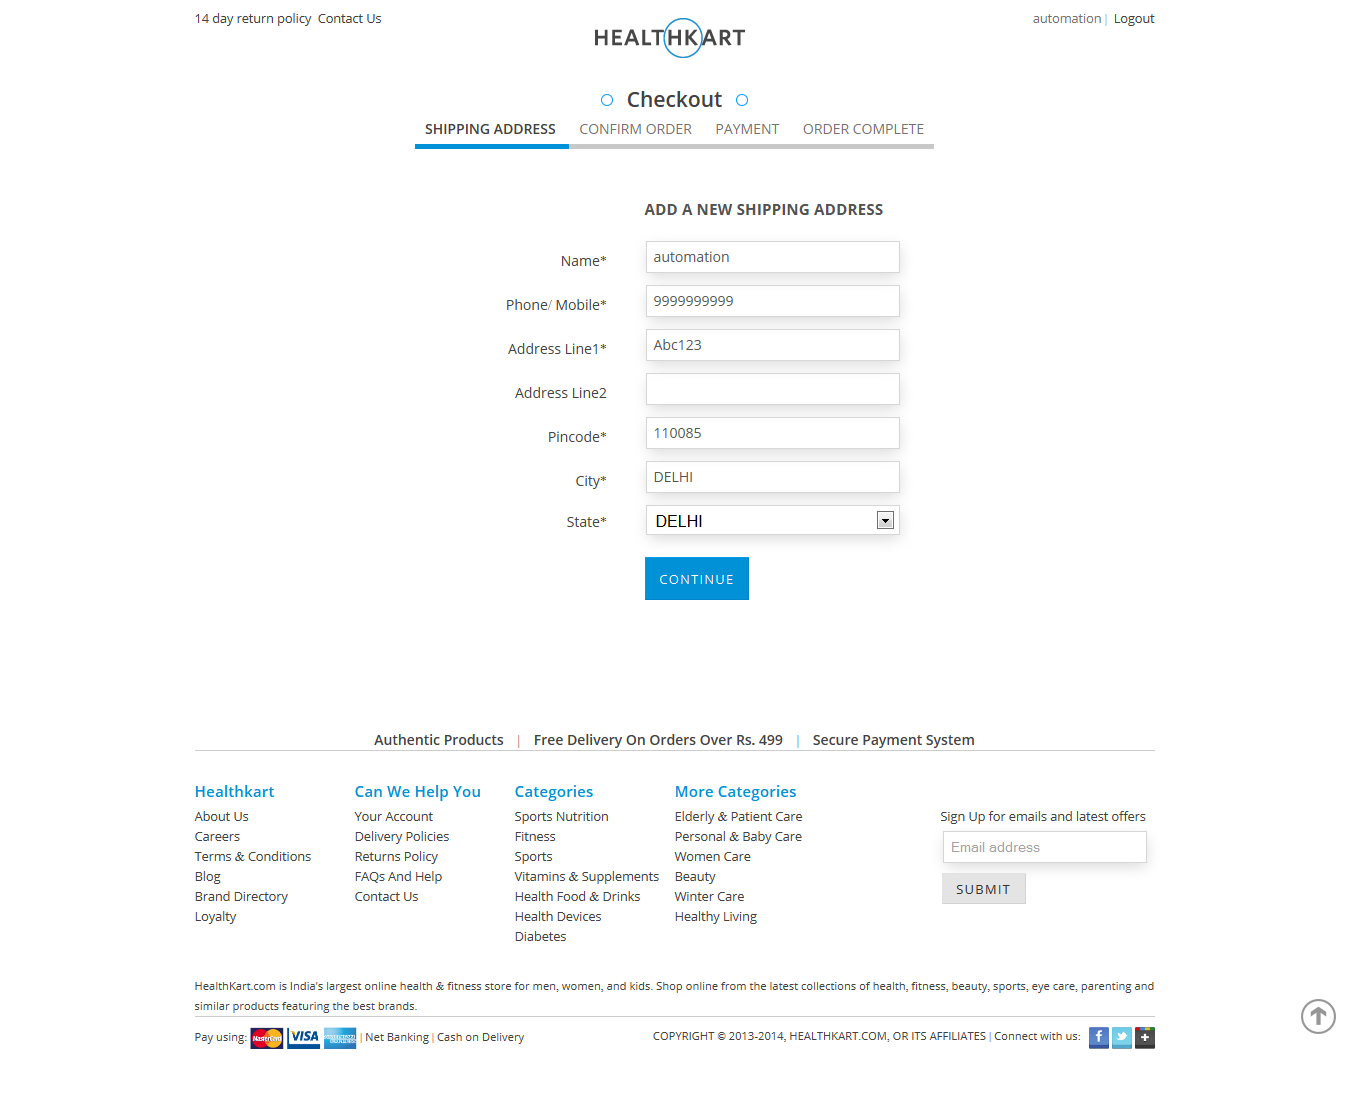 14 day return policy Contact Us
automation | Logout
HEALTHKART
Checkout
SHIPPING ADDRESS CONFIRM ORDER PAYMENT ORDER COMPLETE
ADD A NEW SHIPPING ADDRESS
Name* automation
Phone/ Mobile* 9999999999
Address Line1* Abc123
Address Line2
Pincode* 110085
City* DELHI
State* DELHI
CONTINUE
Authentic Products | Free Delivery On Orders Over Rs. 499 | Secure Payment System
Healthkart
About Us
Careers
Terms & Conditions
Blog
Brand Directory
Loyalty
Can We Help You
Your Account
Delivery Policies
Returns Policy
FAQs And Help
Contact Us
Categories
Sports Nutrition
Fitness
Sports
Vitamins & Supplements
Health Food & Drinks
Health Devices
Diabetes
More Categories
Elderly & Patient Care
Personal & Baby Care
Women Care
Beauty
Winter Care
Healthy Living
Sign Up for emails and latest offers
Email address
SUBMIT
HealthKart.com is India's largest online health & fitness store for men, women, and kids. Shop online from the latest collections of health, fitness, beauty, sports, eye care, parenting and
similar products featuring the best brands.
Pay using: MasterCard VISA | Net Banking | Cash on Delivery
COPYRIGHT © 2013-2014, HEALTHKART.COM, OR ITS AFFILIATES | Connect with us: